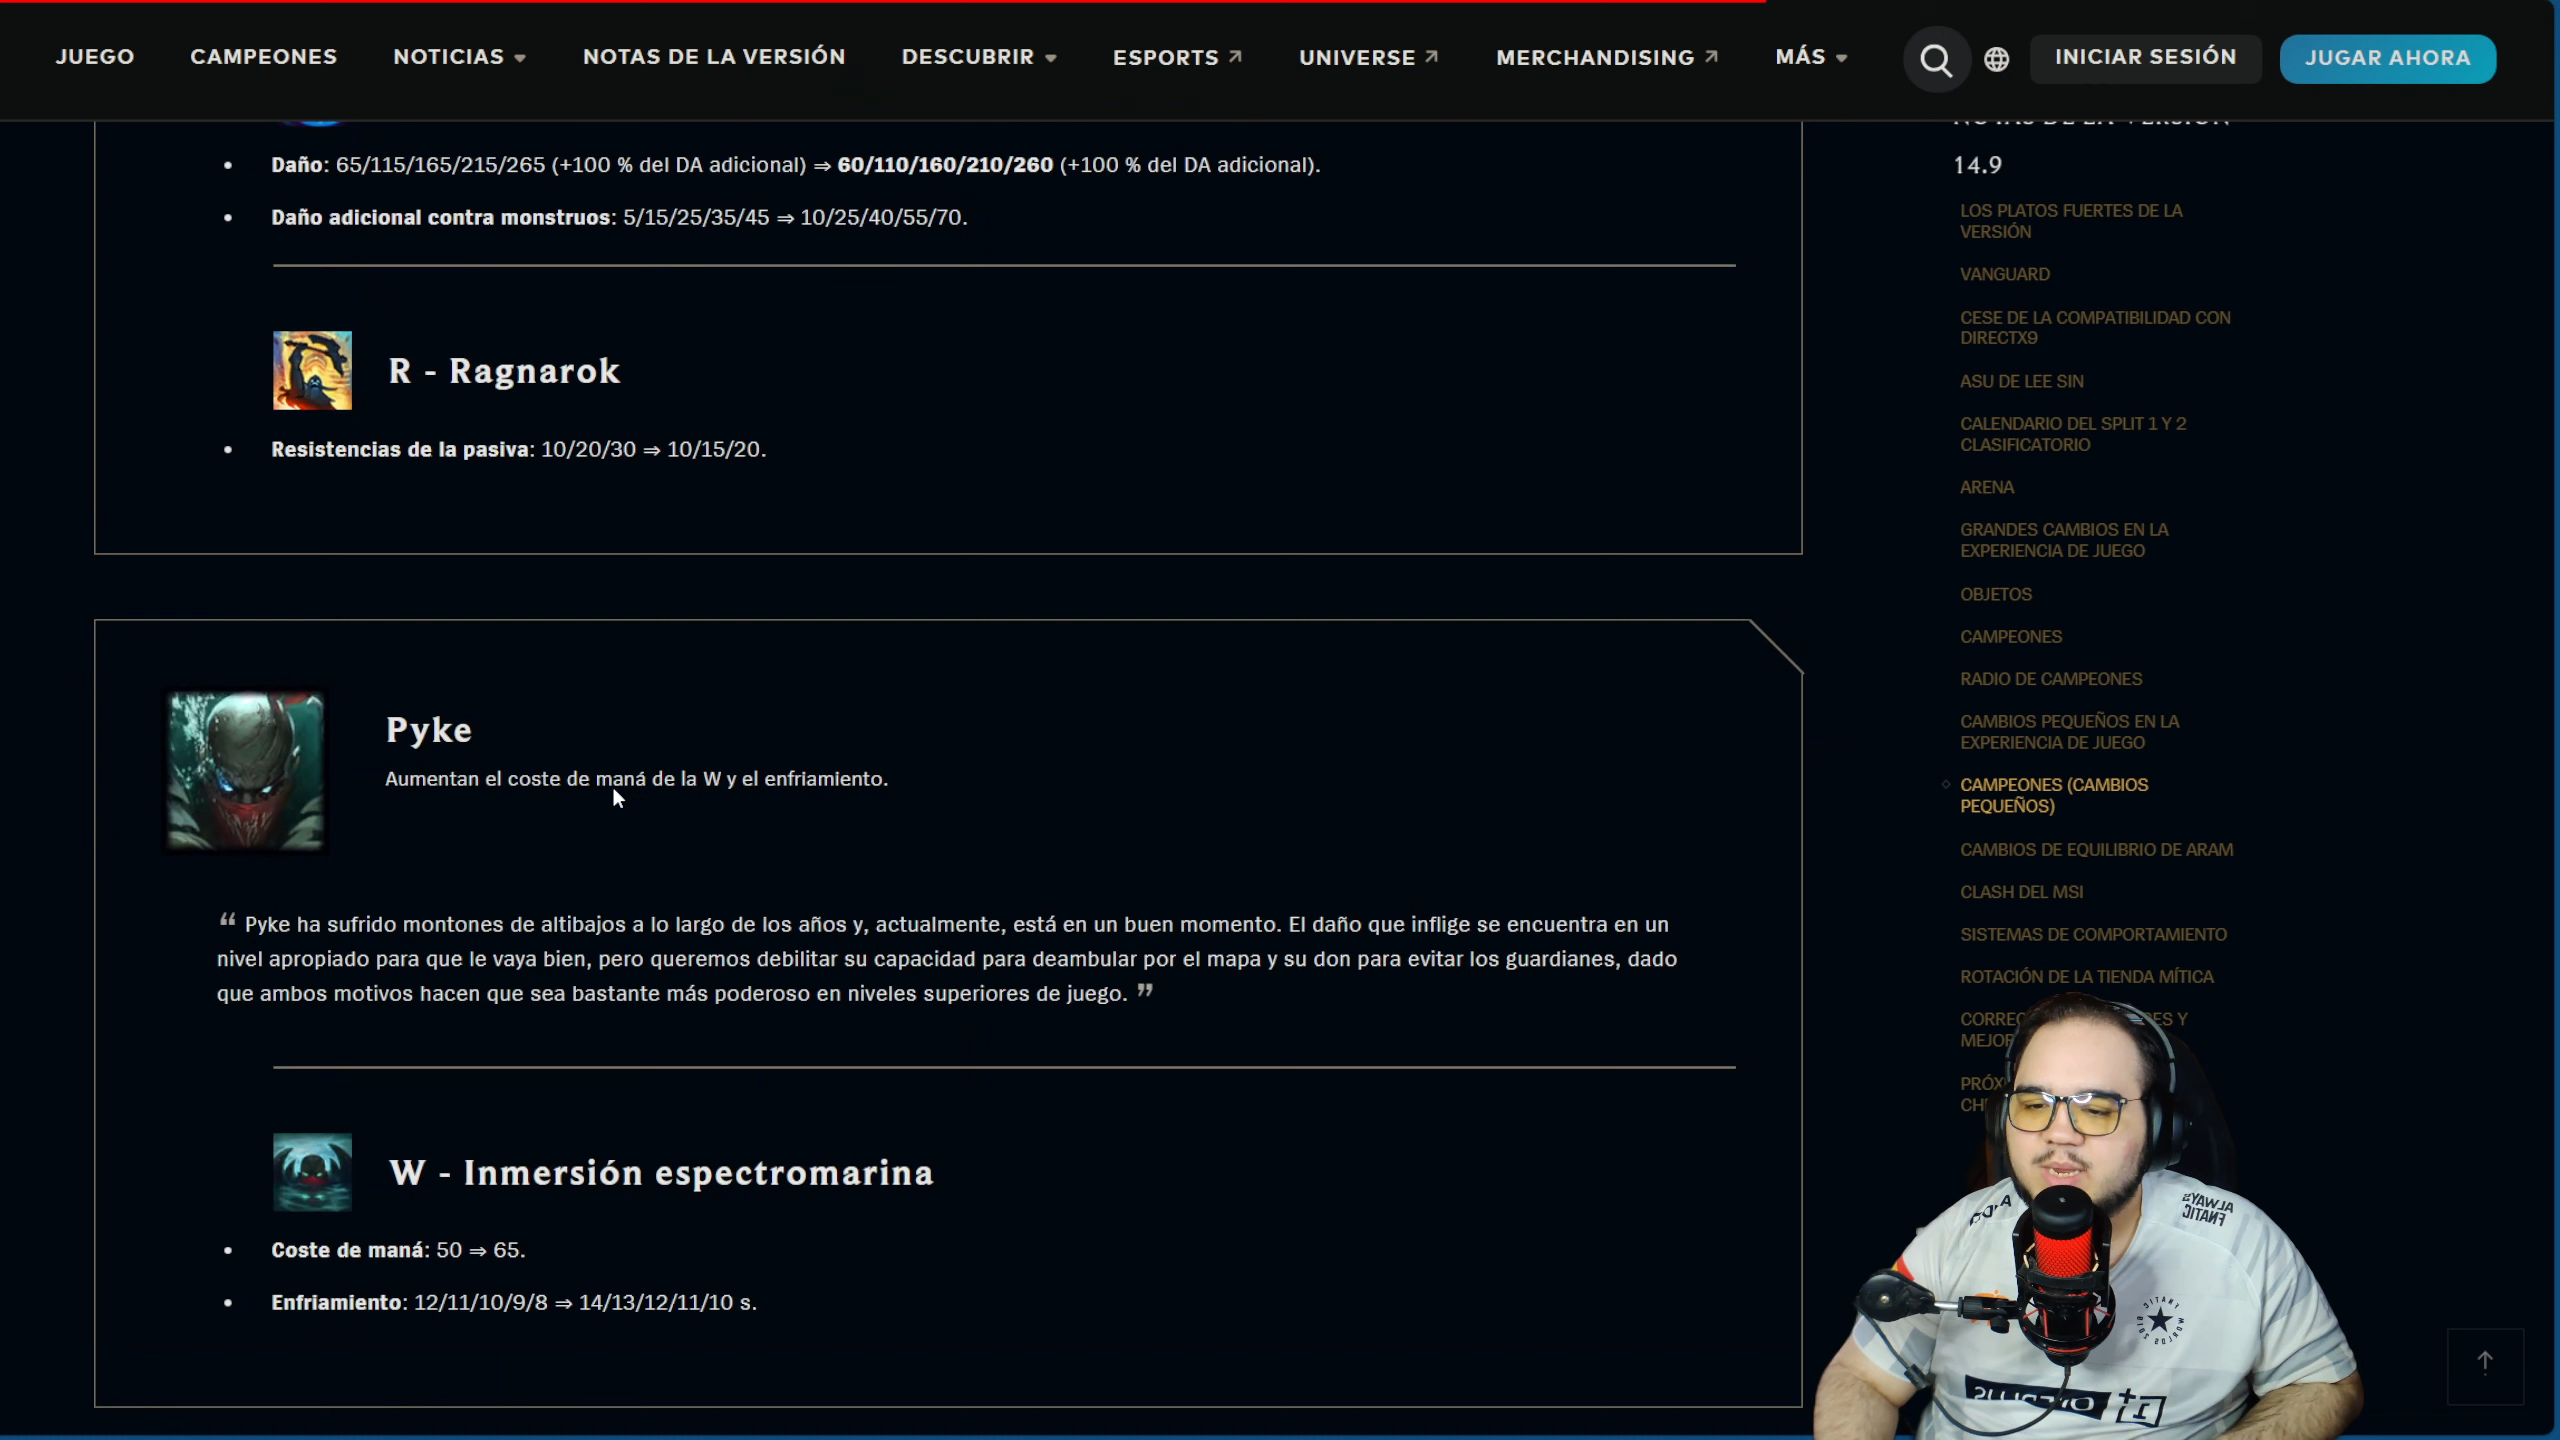 JUEGO
CAMPEONES
NOTICIAS
NOTAS DE LA VERSIÓN
DESCUBRIR
ESPORTS
UNIVERSE
MERCHANDISING
MÁS
INICIAR SESIÓN
JUGAR AHORA
• Daño: 65/115/165/215/265 (+100 % del DA adicional) ⇒ 60/110/160/210/260 (+100 % del DA adicional).
• Daño adicional contra monstruos: 5/15/25/35/45 ⇒ 10/25/40/55/70.
R - Ragnarok
• Resistencias de la pasiva: 10/20/30 ⇒ 10/15/20.
Pyke
Aumentan el coste de maná de la W y el enfriamiento.
“ Pyke ha sufrido montones de altibajos a lo largo de los años y, actualmente, está en un buen momento. El daño que inflige se encuentra en un
nivel apropiado para que le vaya bien, pero queremos debilitar su capacidad para deambular por el mapa y su don para evitar los guardianes, dado
que ambos motivos hacen que sea bastante más poderoso en niveles superiores de juego. ”
W - Inmersión espectromarina
• Coste de maná: 50 ⇒ 65.
• Enfriamiento: 12/11/10/9/8 ⇒ 14/13/12/11/10 s.
NOTAS DE LA VERSIÓN
14.9
LOS PLATOS FUERTES DE LA
VERSIÓN
VANGUARD
CESE DE LA COMPATIBILIDAD CON
DIRECTX9
ASU DE LEE SIN
CALENDARIO DEL SPLIT 1 Y 2
CLASIFICATORIO
ARENA
GRANDES CAMBIOS EN LA
EXPERIENCIA DE JUEGO
OBJETOS
CAMPEONES
RADIO DE CAMPEONES
CAMBIOS PEQUEÑOS EN LA
EXPERIENCIA DE JUEGO
CAMPEONES (CAMBIOS
PEQUEÑOS)
CAMBIOS DE EQUILIBRIO DE ARAM
CLASH DEL MSI
SISTEMAS DE COMPORTAMIENTO
ROTACIÓN DE LA TIENDA MÍTICA
ALWAYS
FNATIC